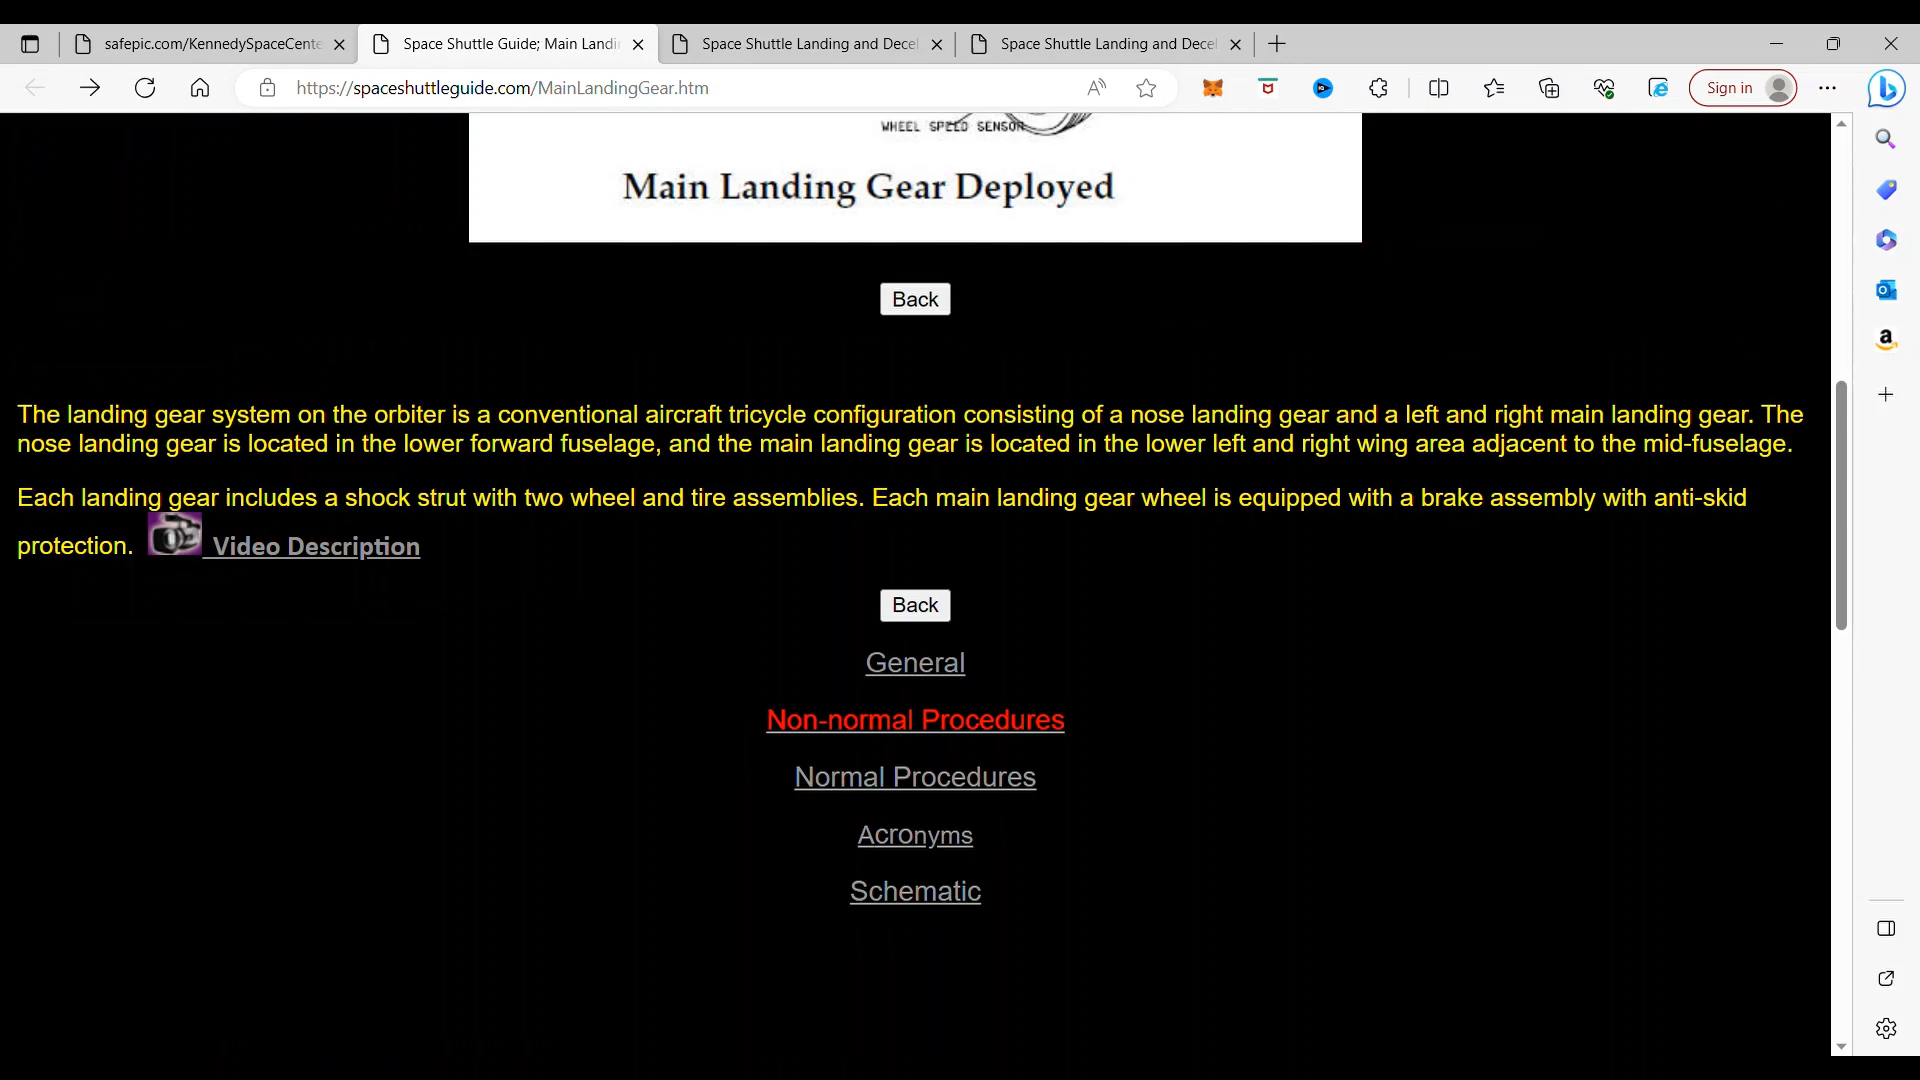 safepic.com/KennedySpaceCente
Space Shuttle Guide; Main Landi
Space Shuttle Landing and Decel
Space Shuttle Landing and Decel
https://spaceshuttleguide.com/MainLandingGear.htm
Sign in
WHEEL SPEED SENSOR
Main Landing Gear Deployed
Back
The landing gear system on the orbiter is a conventional aircraft tricycle configuration consisting of a nose landing gear and a left and right main landing gear. The
nose landing gear is located in the lower forward fuselage, and the main landing gear is located in the lower left and right wing area adjacent to the mid-fuselage.
Each landing gear includes a shock strut with two wheel and tire assemblies. Each main landing gear wheel is equipped with a brake assembly with anti-skid
protection. Video Description
Back
General
Non-normal Procedures
Normal Procedures
Acronyms
Schematic